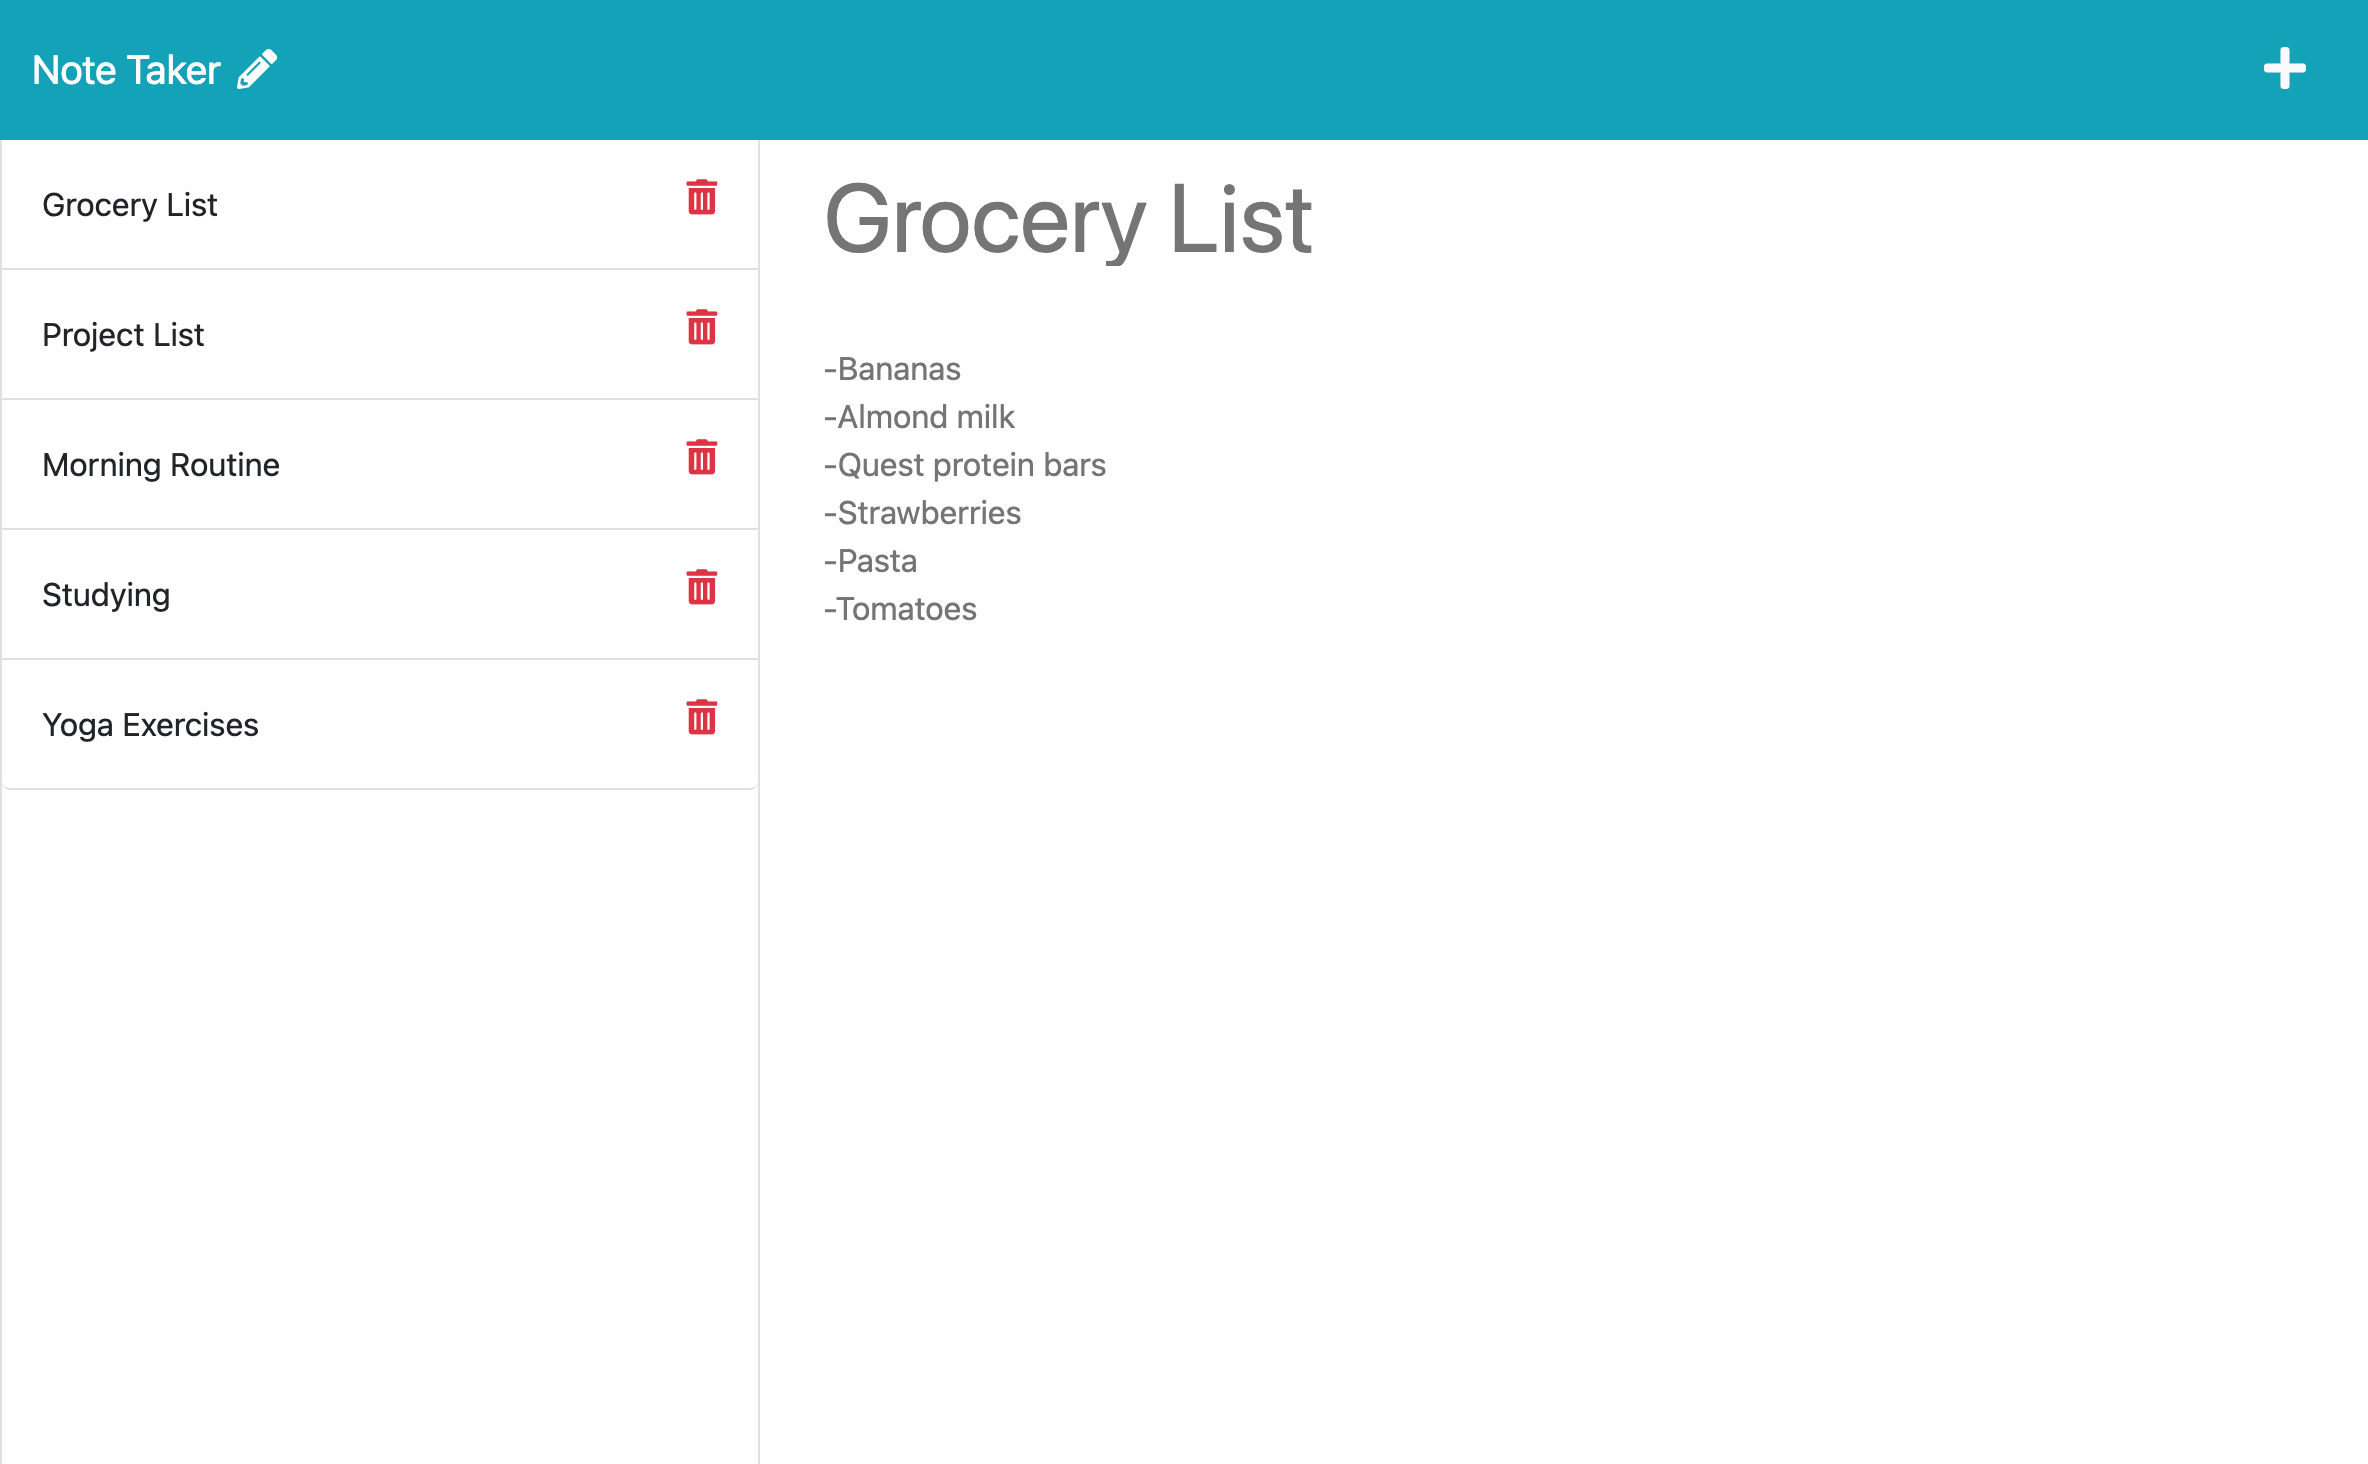 Note Taker
Grocery List
Project List
Morning Routine
Studying
Yoga Exercises
Grocery List
-Bananas
-Almond milk
-Quest protein bars
-Strawberries
-Pasta
-Tomatoes